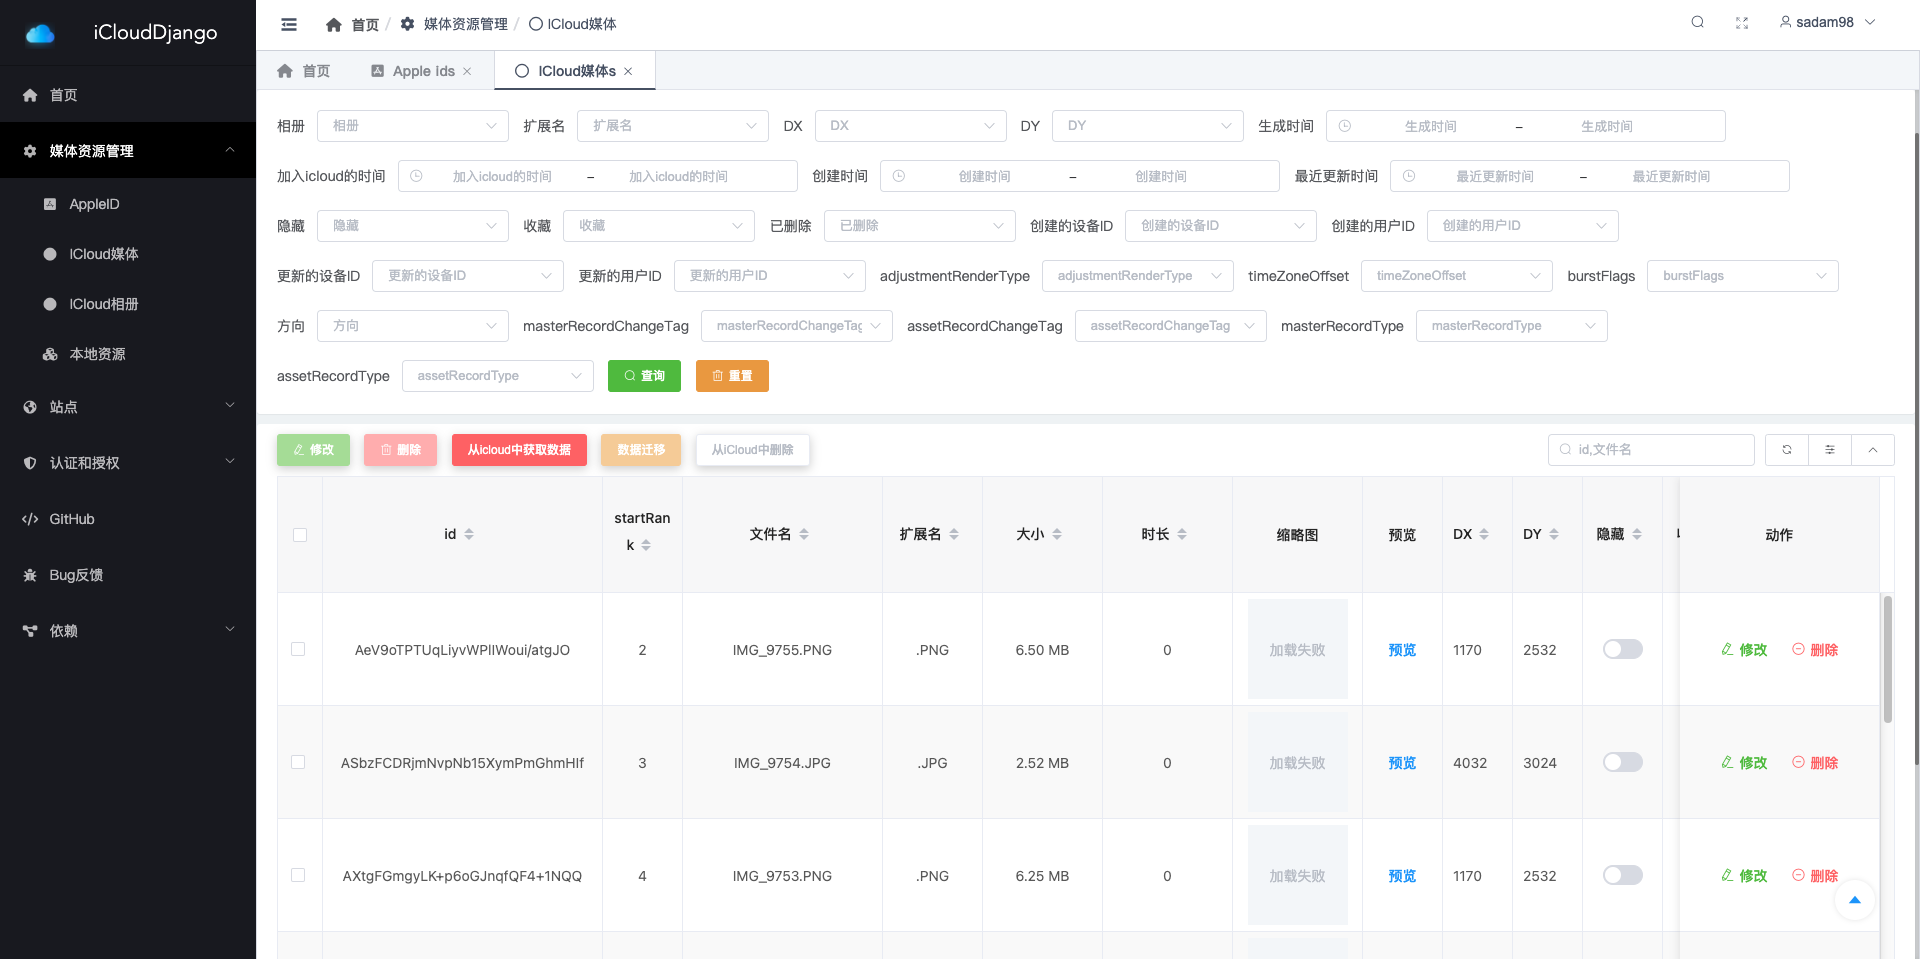 iCloudDjango
首页 / 媒体资源管理 / ICloud媒体
sadam98
首页
Apple ids
ICloud媒体s
首页
媒体资源管理
AppleID
ICloud媒体
ICloud相册
本地资源
站点
认证和授权
GitHub
Bug反馈
依赖
相册 相册 扩展名 扩展名 DX DX DY DY 生成时间 生成时间 – 生成时间
加入icloud的时间 加入icloud的时间 – 加入icloud的时间 创建时间 创建时间 – 创建时间 最近更新时间 最近更新时间 – 最近更新时间
隐藏 隐藏 收藏 收藏 已删除 已删除 创建的设备ID 创建的设备ID 创建的用户ID 创建的用户ID
更新的设备ID 更新的设备ID 更新的用户ID 更新的用户ID adjustmentRenderType adjustmentRenderType timeZoneOffset timeZoneOffset burstFlags burstFlags
方向 方向 masterRecordChangeTag masterRecordChangeTag assetRecordChangeTag assetRecordChangeTag masterRecordType masterRecordType
assetRecordType assetRecordType 查询 重置
修改 删除 从icloud中获取数据 数据迁移 从iCloud中删除 id,文件名
id startRank 文件名 扩展名 大小 时长 缩略图 预览 DX DY 隐藏 动作
AeV9oTPTUqLiyvWPlIWoui/atgJO 2 IMG_9755.PNG .PNG 6.50 MB 0 加载失败 预览 1170 2532 修改 删除
ASbzFCDRjmNvpNb15XymPmGhmHIf 3 IMG_9754.JPG .JPG 2.52 MB 0 加载失败 预览 4032 3024 修改 删除
AXtgFGmgyLK+p6oGJnqfQF4+1NQQ 4 IMG_9753.PNG .PNG 6.25 MB 0 加载失败 预览 1170 2532 修改 删除